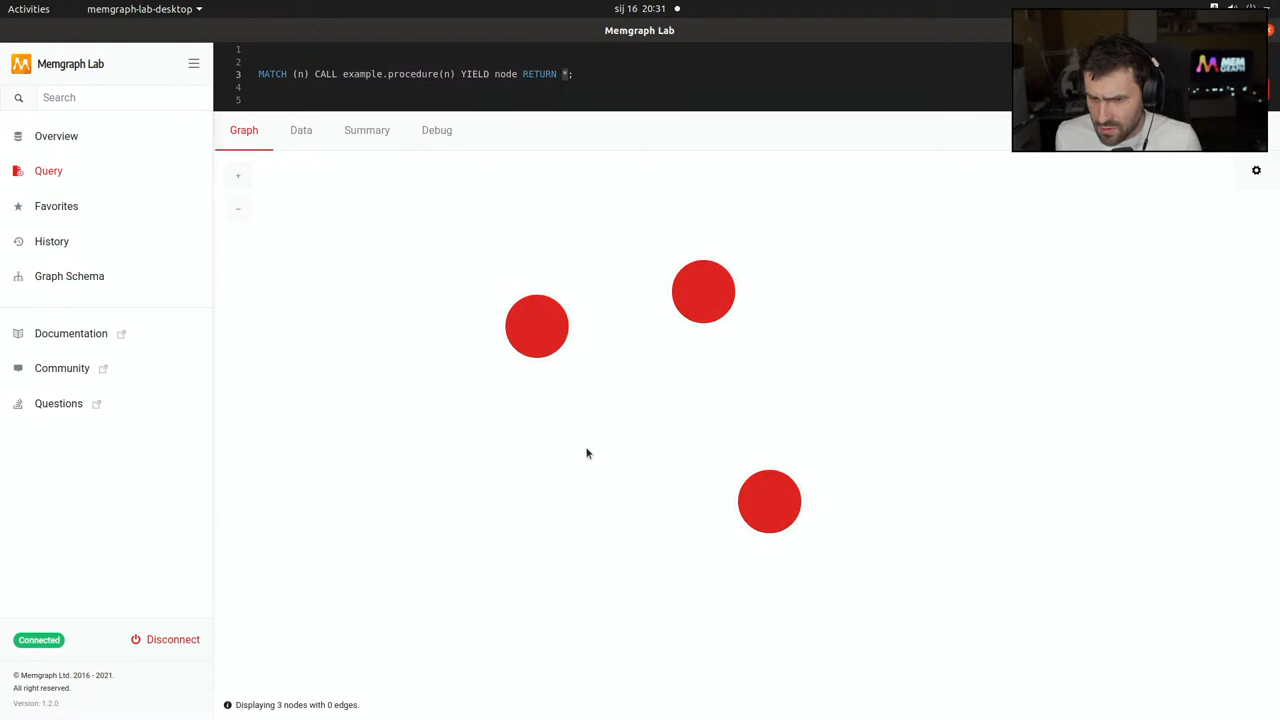 Activities
memgraph-lab-desktop
sij 16 20:31
Memgraph Lab
Memgraph Lab
Search
Overview
Query
Favorites
History
Graph Schema
Documentation
Community
Questions
Connected
Disconnect
© Memgraph Ltd. 2016 - 2021.
All right reserved.
Version: 1.2.0
1
2
3 MATCH (n) CALL example.procedure(n) YIELD node RETURN *;
4
5
Graph Data Summary Debug
+
−
Displaying 3 nodes with 0 edges.
MEM
GRAPH